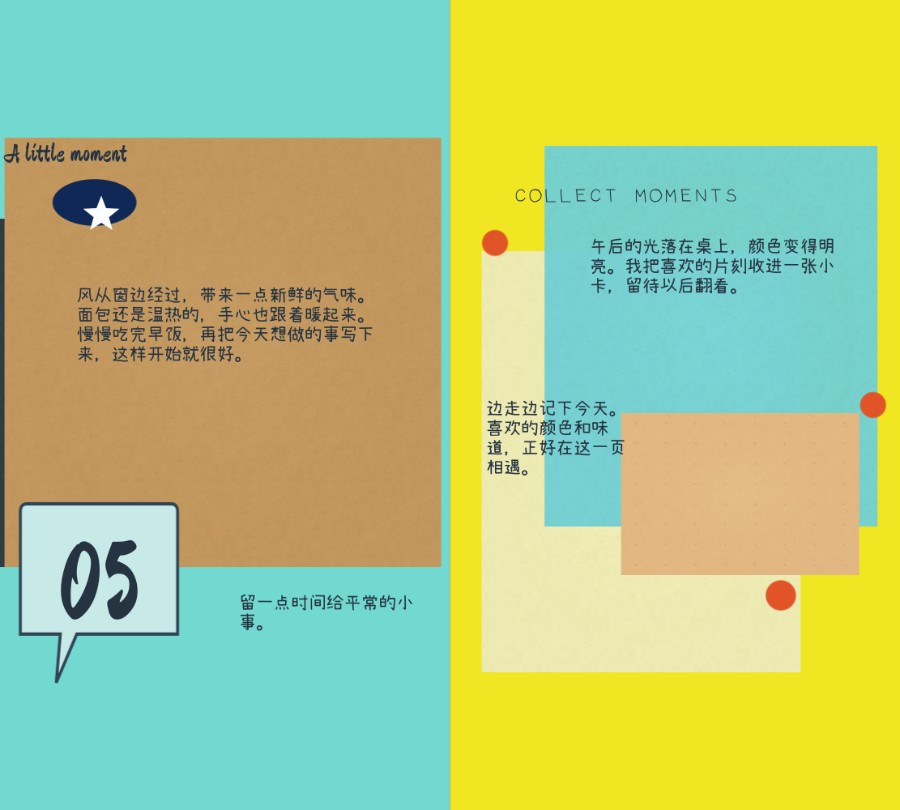 A little moment
风从窗边经过，带来一点新鲜的气味。
面包还是温热的，手心也跟着暖起来。
慢慢吃完早饭，再把今天想做的事写下
来，这样开始就很好。
05
留一点时间给平常的小
事。
COLLECT MOMENTS
午后的光落在桌上，颜色变得明
亮。我把喜欢的片刻收进一张小
卡，留待以后翻看。
边走边记下今天。
喜欢的颜色和味
道，正好在这一页
相遇。